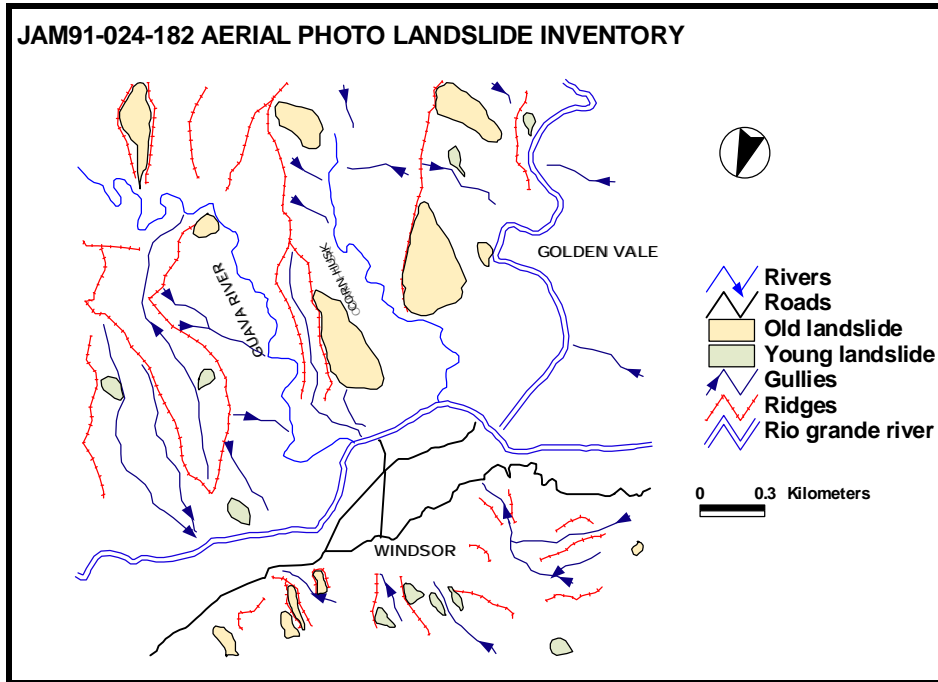 JAM91-024-182 AERIAL PHOTO LANDSLIDE INVENTORY
GUAVA RIVER
CORN HUSK
GOLDEN VALE
WINDSOR
Rivers
Roads
Old landslide
Young landslide
Gullies
Ridges
Rio grande river
0 0.3 Kilometers